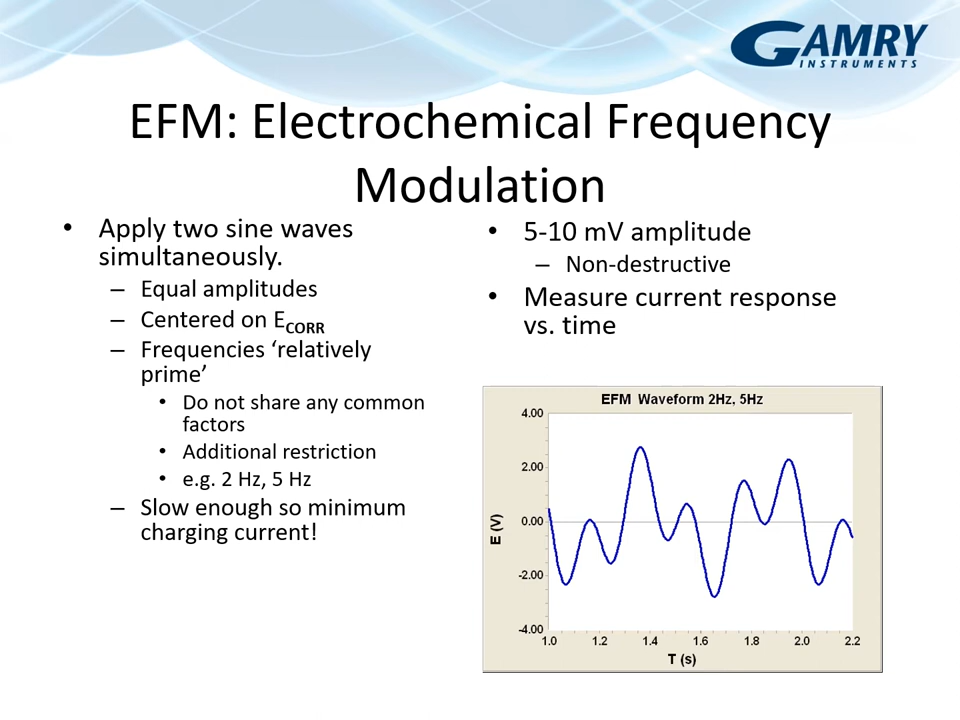 GAMRY
INSTRUMENTS
EFM: Electrochemical Frequency
Modulation
• Apply two sine waves
simultaneously.
– Equal amplitudes
– Centered on ECORR
– Frequencies ‘relatively
prime’
• Do not share any common
factors
• Additional restriction
• e.g. 2 Hz, 5 Hz
– Slow enough so minimum
charging current!
• 5-10 mV amplitude
– Non-destructive
• Measure current response
vs. time
EFM Waveform 2Hz, 5Hz
4.00
2.00
0.00
-2.00
-4.00
E (V)
1.0 1.2 1.4 1.6 1.8 2.0 2.2
T (s)